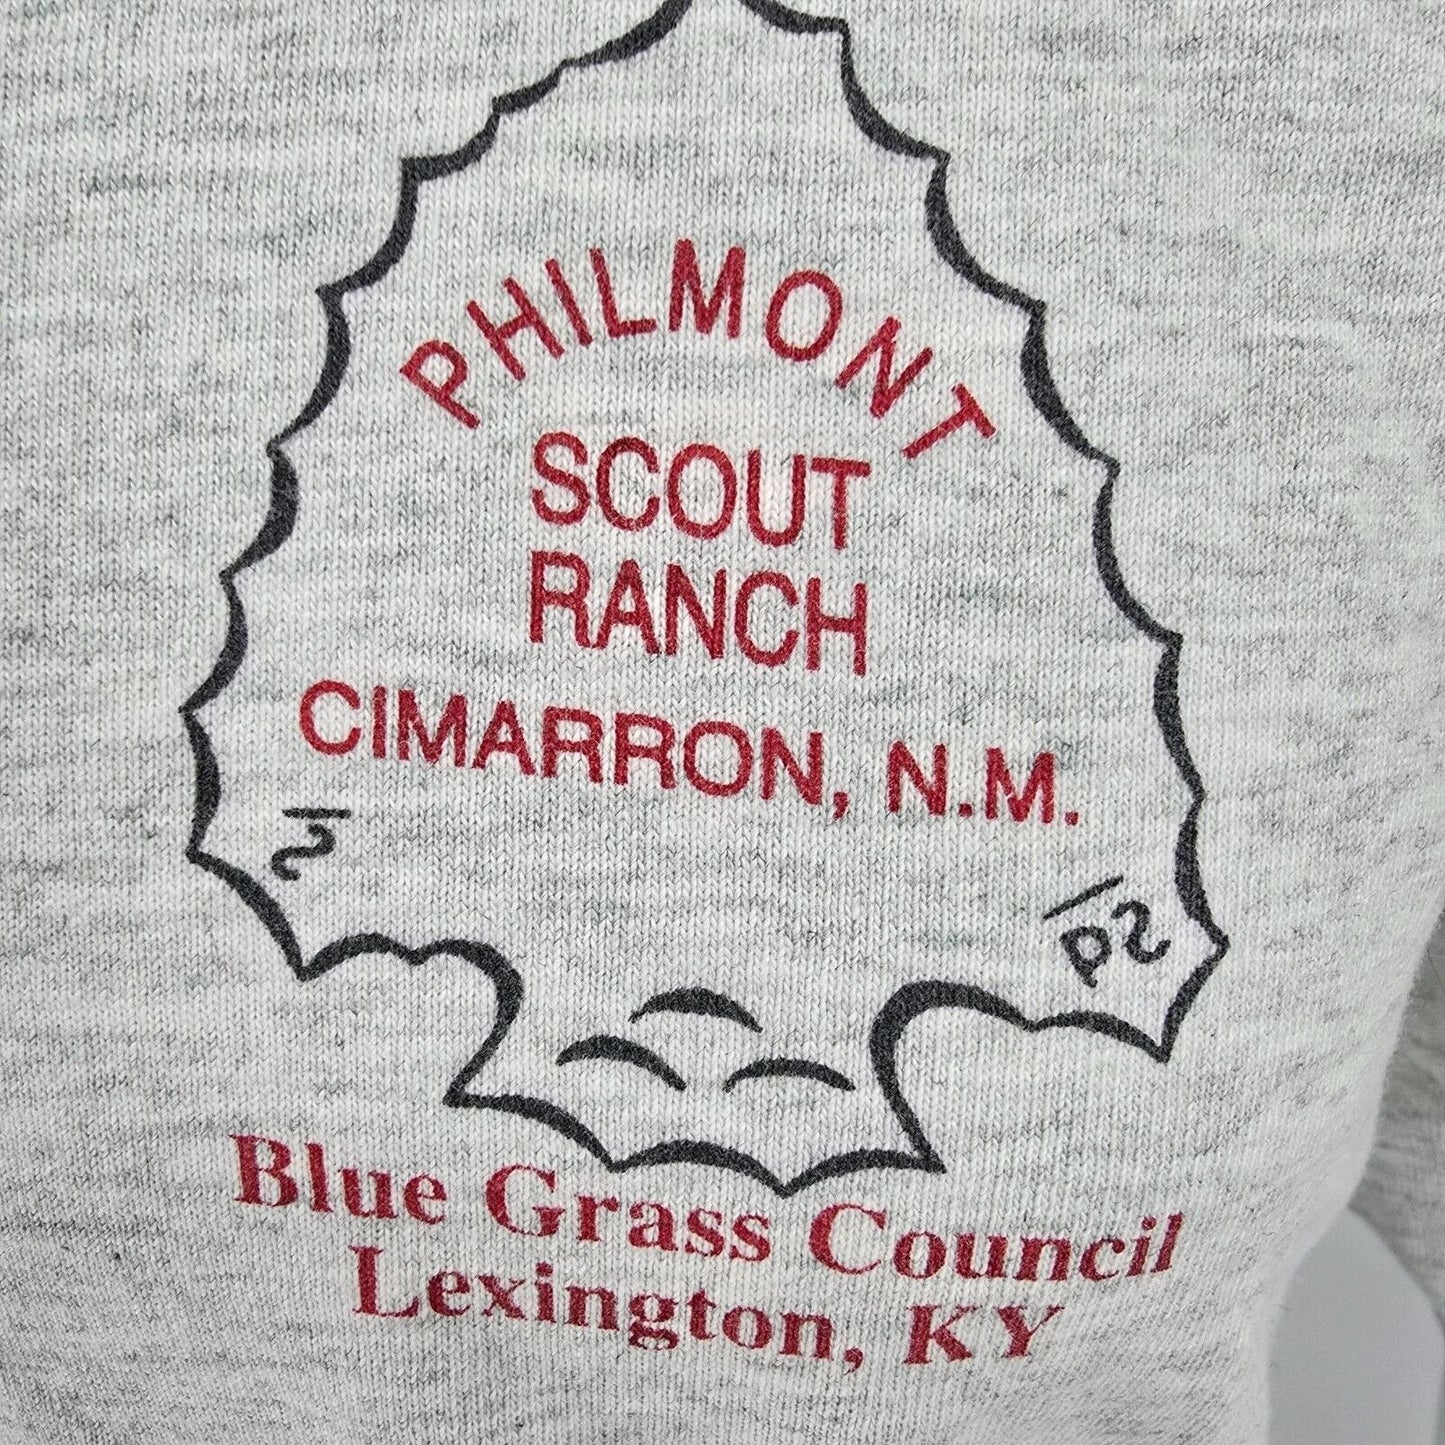 PHILMONT
SCOUT
RANCH
CIMARRON, N.M.
Blue Grass Council
Lexington, KY